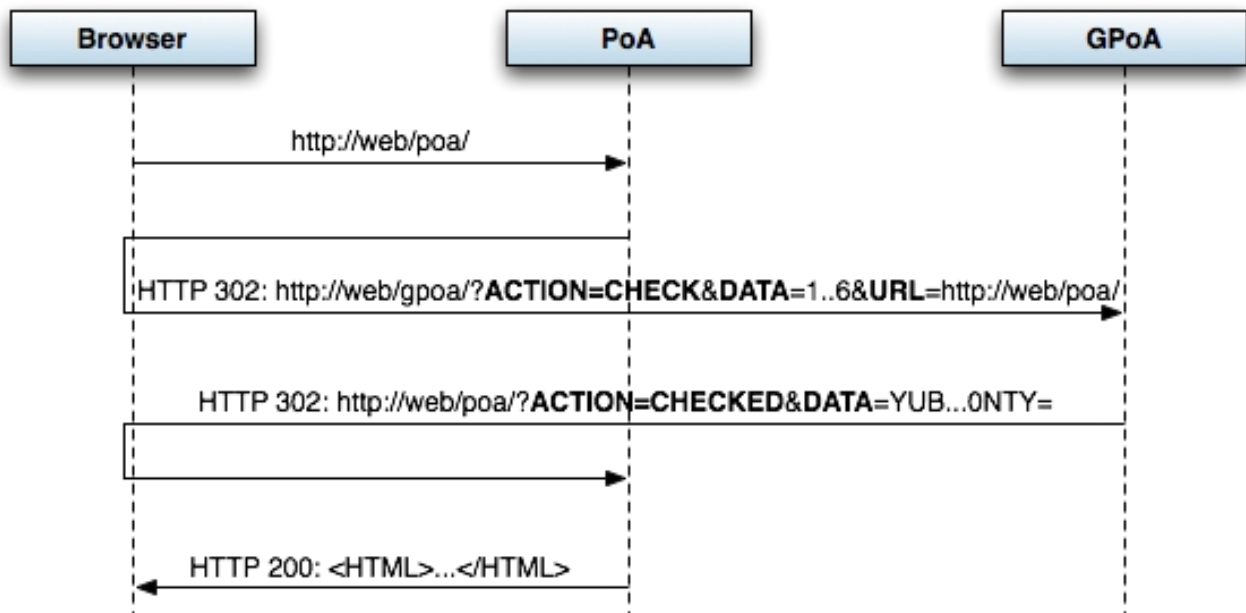 Browser
PoA
GPoA
http://web/poa/
HTTP 302: http://web/gpoa/?ACTION=CHECK&DATA=1..6&URL=http://web/poa/
HTTP 302: http://web/poa/?ACTION=CHECKED&DATA=YUB...0NTY=
HTTP 200: <HTML>...</HTML>